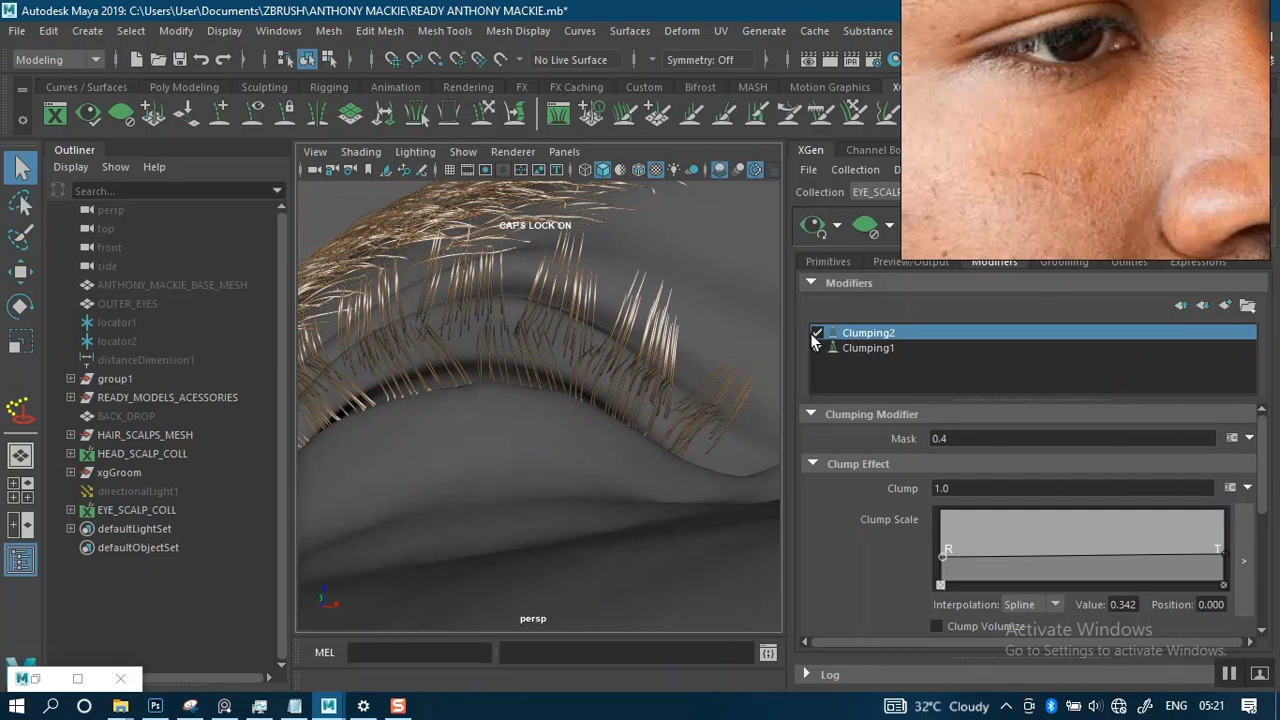 Autodesk Maya 2019: C:\Users\User\Documents\ZBRUSH\ANTHONY MACKIE\READY ANTHONY MACKIE.mb*
File Edit Create Select Modify Display Windows Mesh Edit Mesh Mesh Tools Mesh Display Curves Surfaces Deform UV Generate Cache Substance
Modeling No Live Surface Symmetry: Off
Curves / Surfaces Poly Modeling Sculpting Rigging Animation Rendering FX FX Caching Custom Bifrost MASH Motion Graphics
Outliner
Display Show Help
Search...
persp
top
front
side
ANTHONY_MACKIE_BASE_MESH
OUTER_EYES
locator1
locator2
distanceDimension1
group1
READY_MODELS_ACESSORIES
BACK_DROP
HAIR_SCALPS_MESH
HEAD_SCALP_COLL
xgGroom
directionalLight1
EYE_SCALP_COLL
defaultLightSet
defaultObjectSet
View Shading Lighting Show Renderer Panels
CAPS LOCK ON
persp
MEL
XGen Channel Bo
File Collection D
Collection EYE_SCALP
Primitives Preview/Output Modifiers Grooming Utilities Expressions
Modifiers
Clumping2
Clumping1
Clumping Modifier
Mask 0.4
Clump Effect
Clump 1.0
Clump Scale
R T
Interpolation: Spline Value: 0.342 Position: 0.000
Clump Volumize
Activate Windows
Go to Settings to activate Windows.
Log
32°C Cloudy ENG 05:21